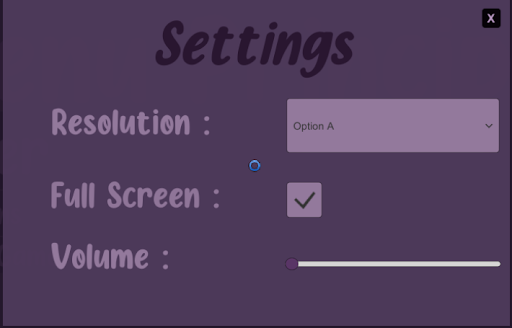 X
Settings
Resolution :
Option A
Full Screen :
Volume :